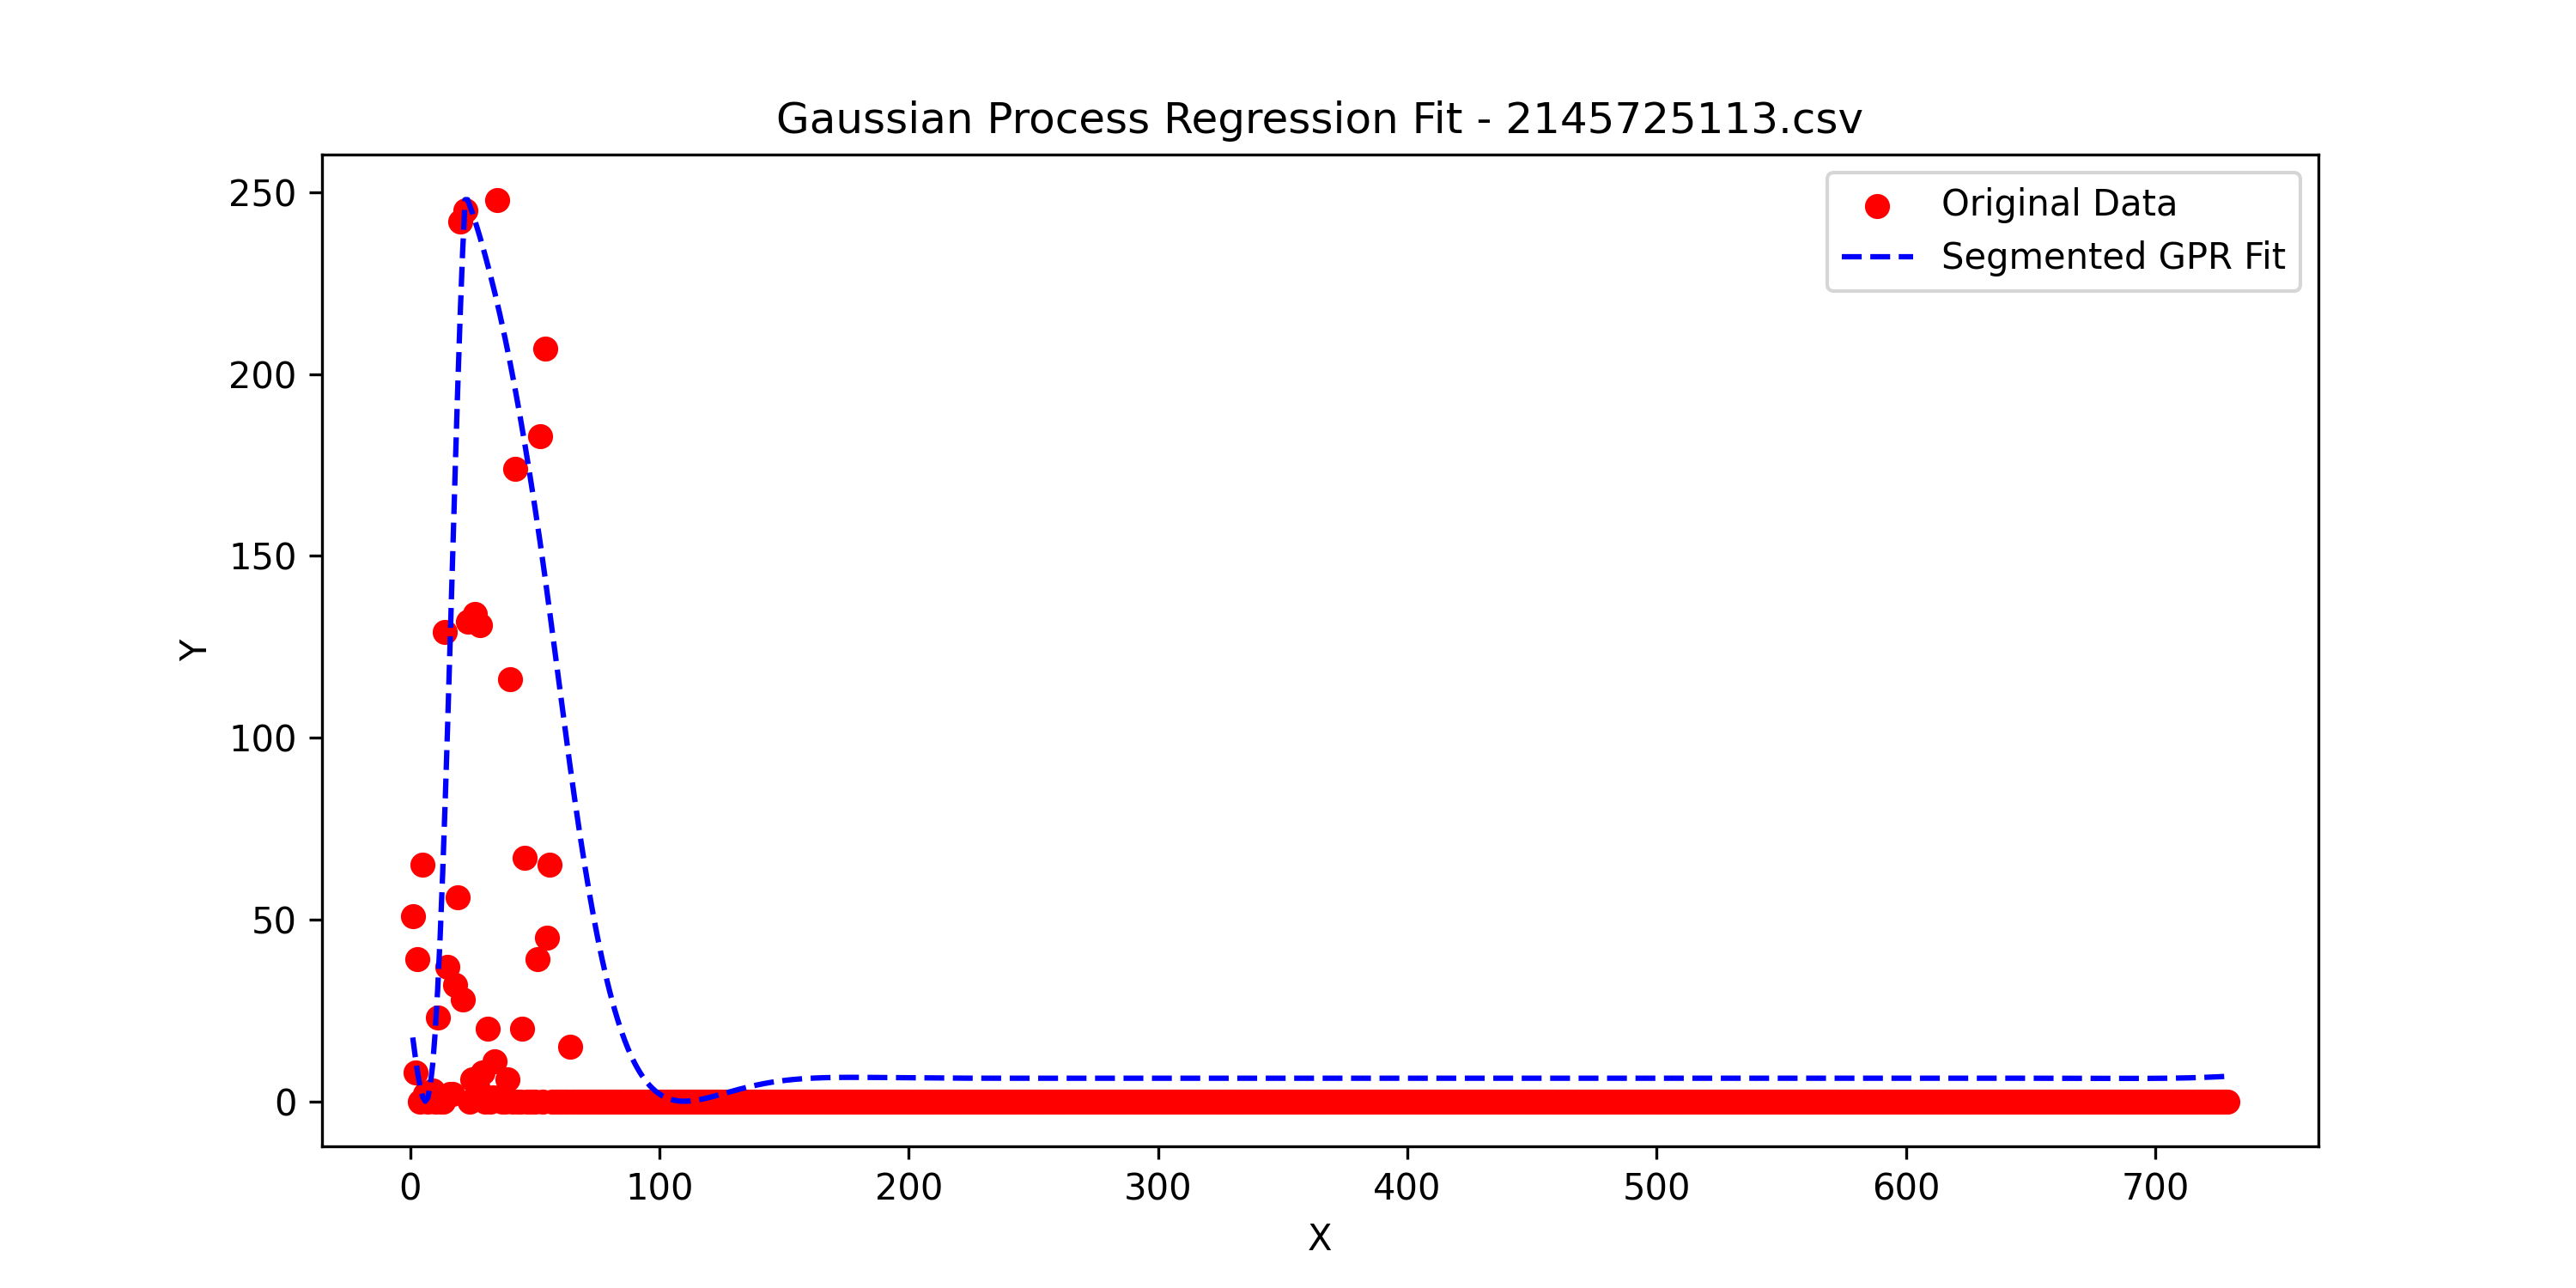 Gaussian Process Regression Fit - 2145725113.csv
Original Data
Segmented GPR Fit
250
200
150
100
50
0
Y
0 100 200 300 400 500 600 700
X